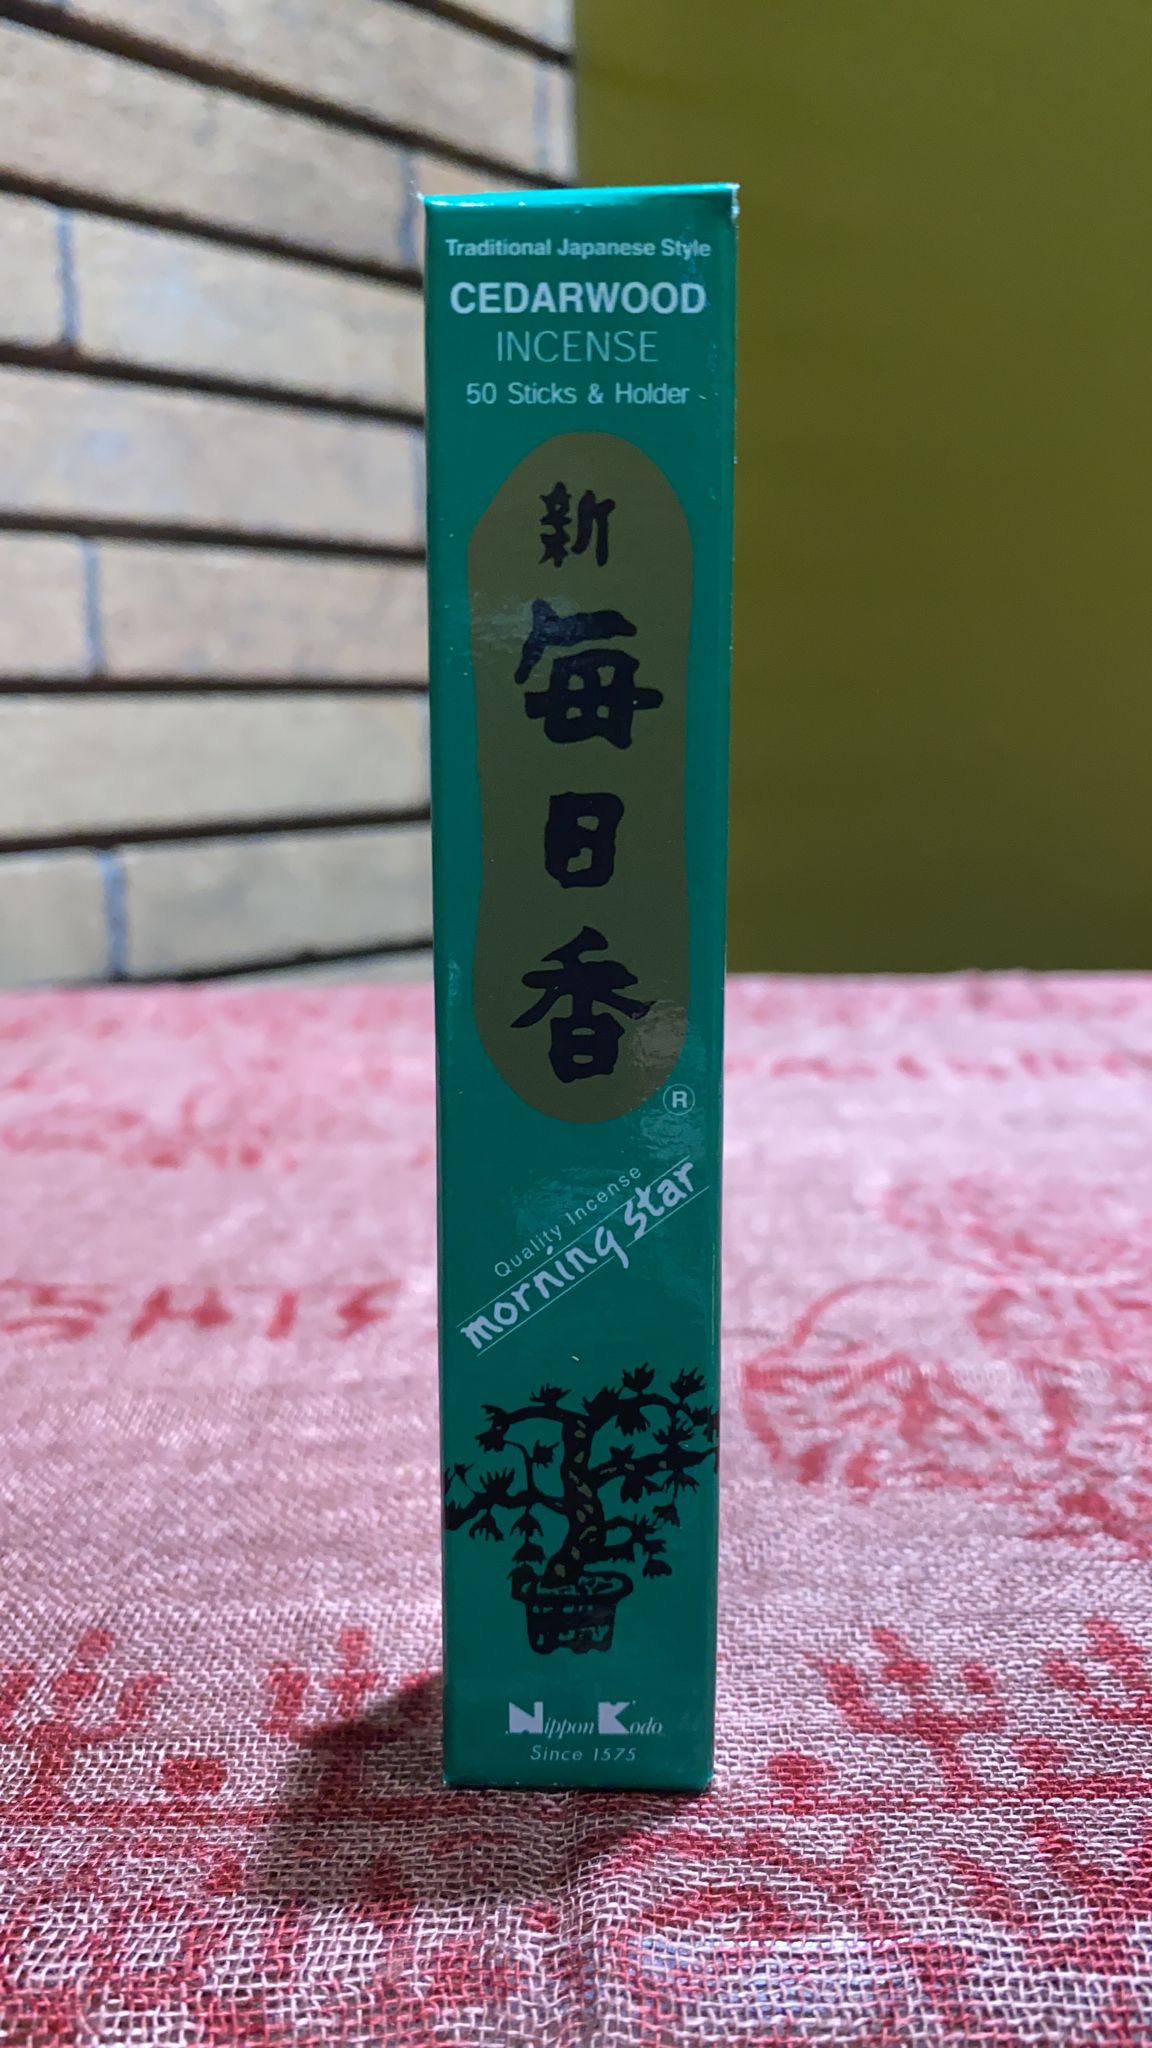 Traditional Japanese Style
CEDARWOOD
INCENSE
50 Sticks & Holder
新
毎
日
香
®
Quality Incense
morning star
Nippon Kodo
Since 1575